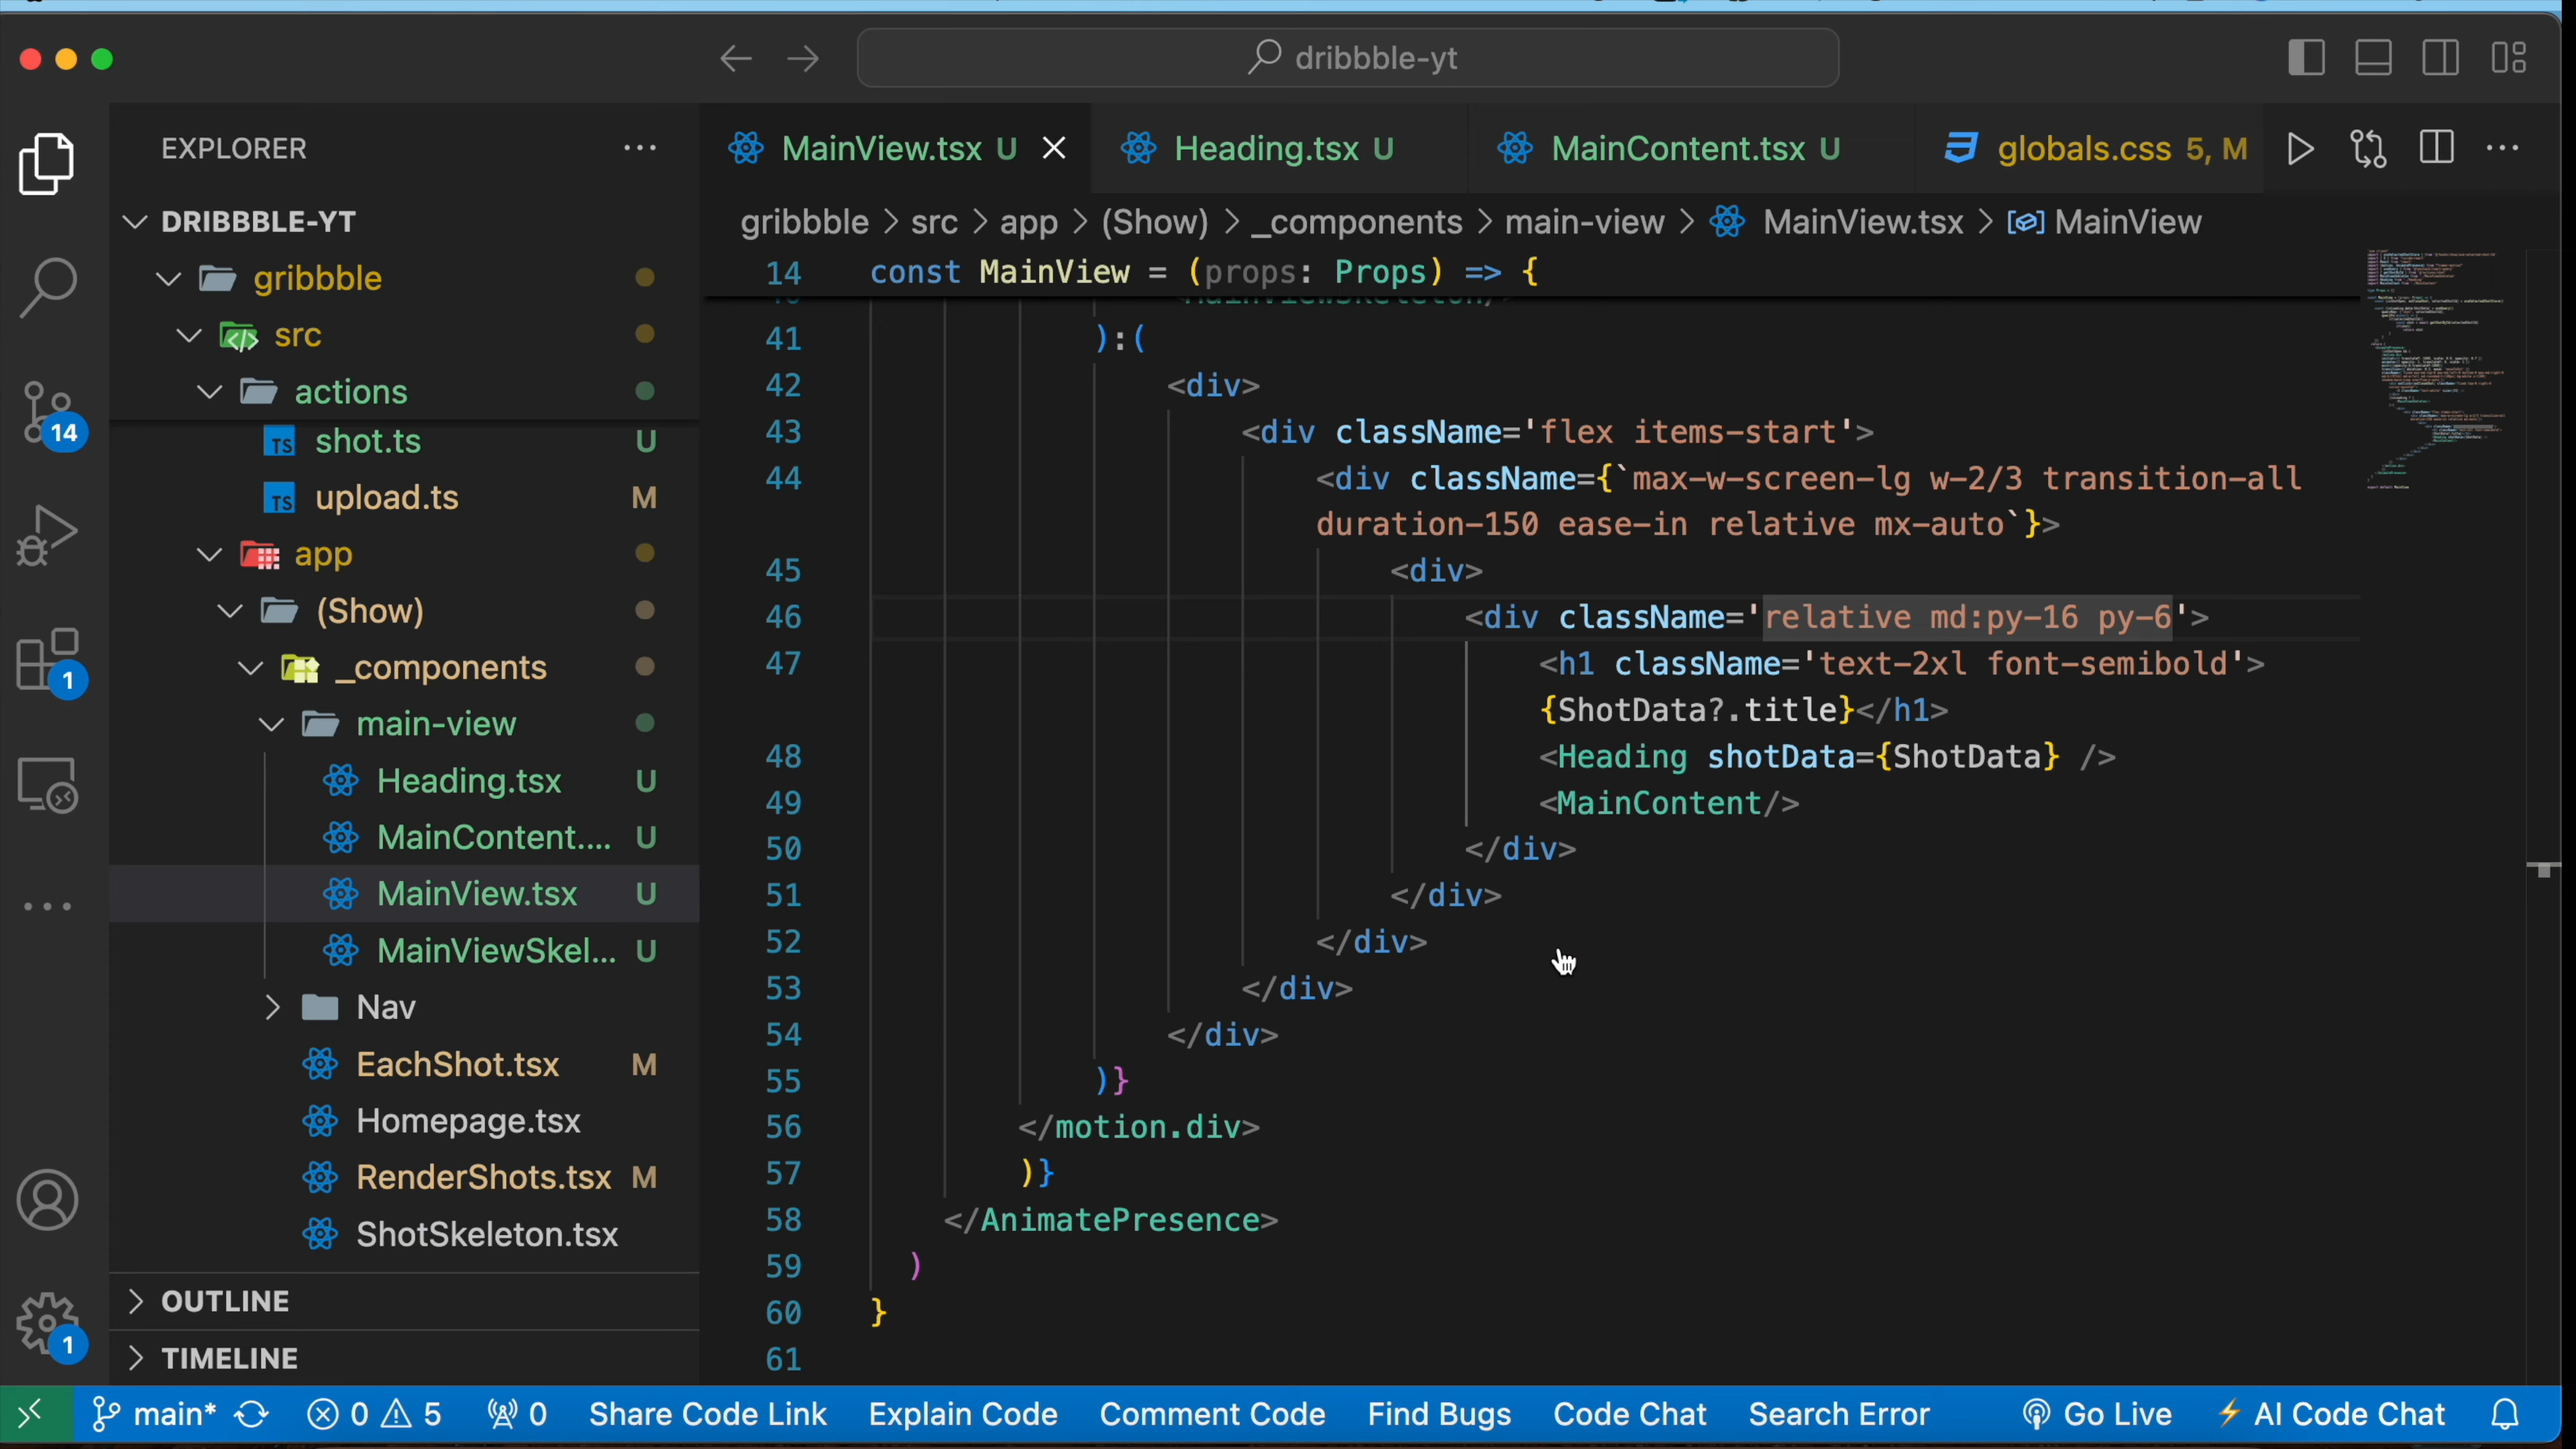 dribbble-yt
EXPLORER
MainView.tsx U
Heading.tsx U
MainContent.tsx U
globals.css 5, M
DRIBBBLE-YT
gribbble > src > app > (Show) > _components > main-view > MainView.tsx > MainView
gribbble
src
actions
shot.ts U
upload.ts M
app
(Show)
_components
main-view
Heading.tsx U
MainContent.... U
MainView.tsx U
MainViewSkel... U
Nav
EachShot.tsx M
Homepage.tsx
RenderShots.tsx M
ShotSkeleton.tsx
OUTLINE
TIMELINE
14
1
1
14 const MainView = (props: Props) => {
41 ):(
42 <div>
43 <div className='flex items-start'>
44 <div className={`max-w-screen-lg w-2/3 transition-all
duration-150 ease-in relative mx-auto`}>
45 <div>
46 <div className='relative md:py-16 py-6'>
47 <h1 className='text-2xl font-semibold'>
{ShotData?.title}</h1>
48 <Heading shotData={ShotData} />
49 <MainContent/>
50 </div>
51 </div>
52 </div>
53 </div>
54 </div>
55 )}
56 </motion.div>
57 )}
58 </AnimatePresence>
59 )
60 }
61
main* 0 5 0 Share Code Link Explain Code Comment Code Find Bugs Code Chat Search Error Go Live AI Code Chat